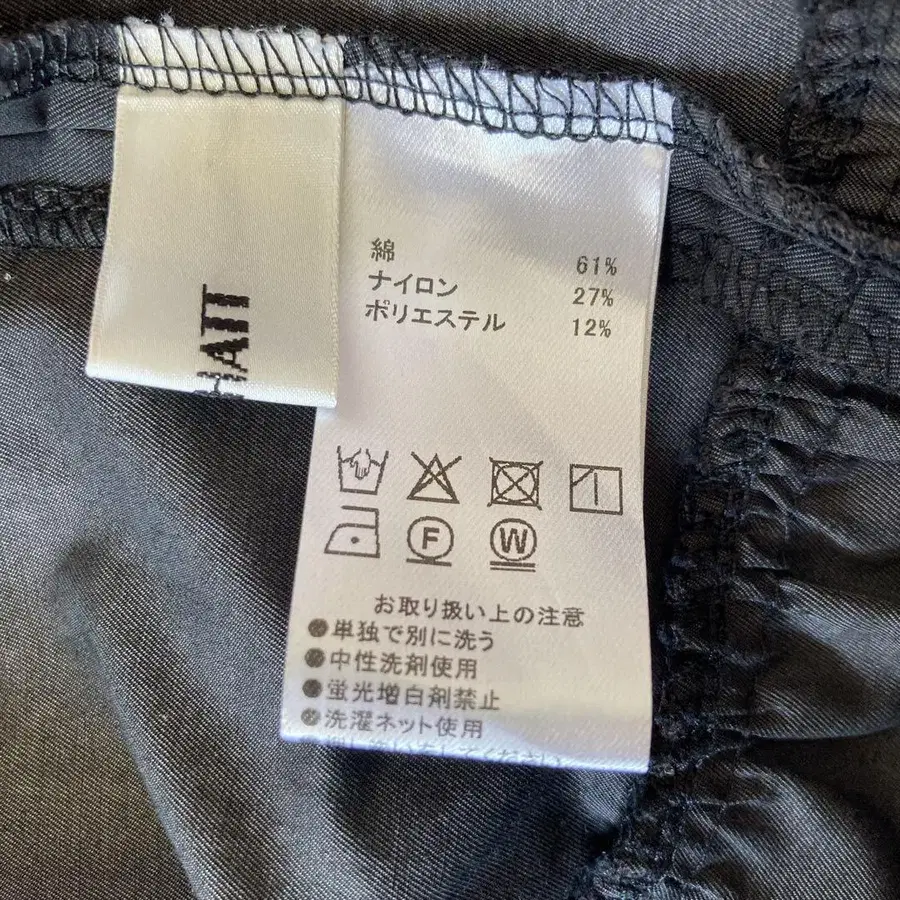 綿 61%
ナイロン 27%
ポリエステル 12%
F W
お取り扱い上の注意
●単独で別に洗う
●中性洗剤使用
●蛍光増白剤禁止
●洗濯ネット使用